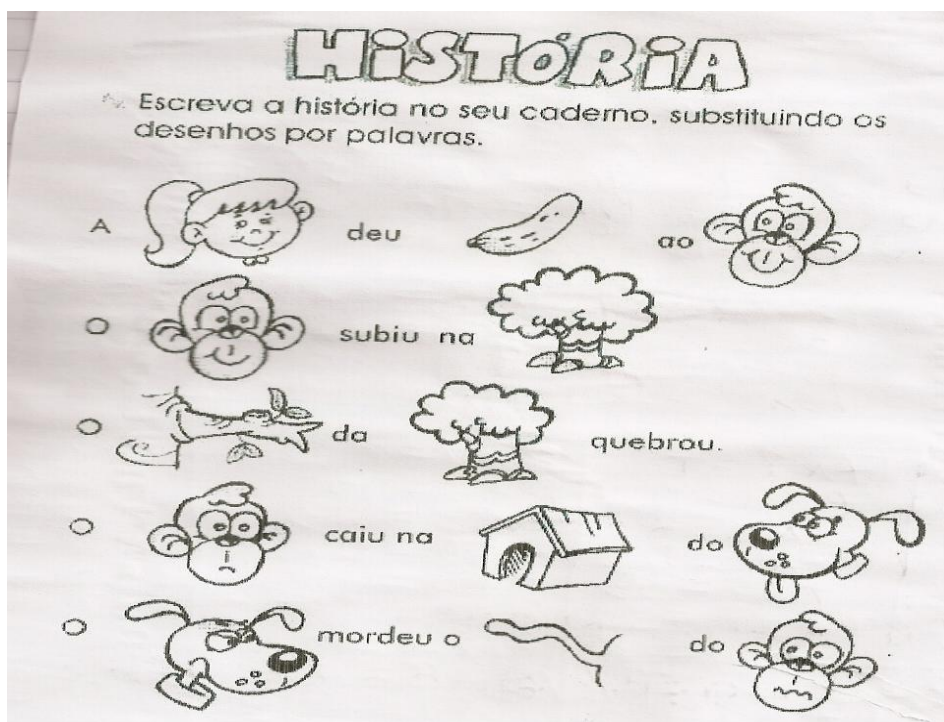 HISTÓRIA
Escreva a história no seu caderno, substituindo os
desenhos por palavras.
A deu ao
O subiu na
O da quebrou.
O caiu na do
O mordeu o do